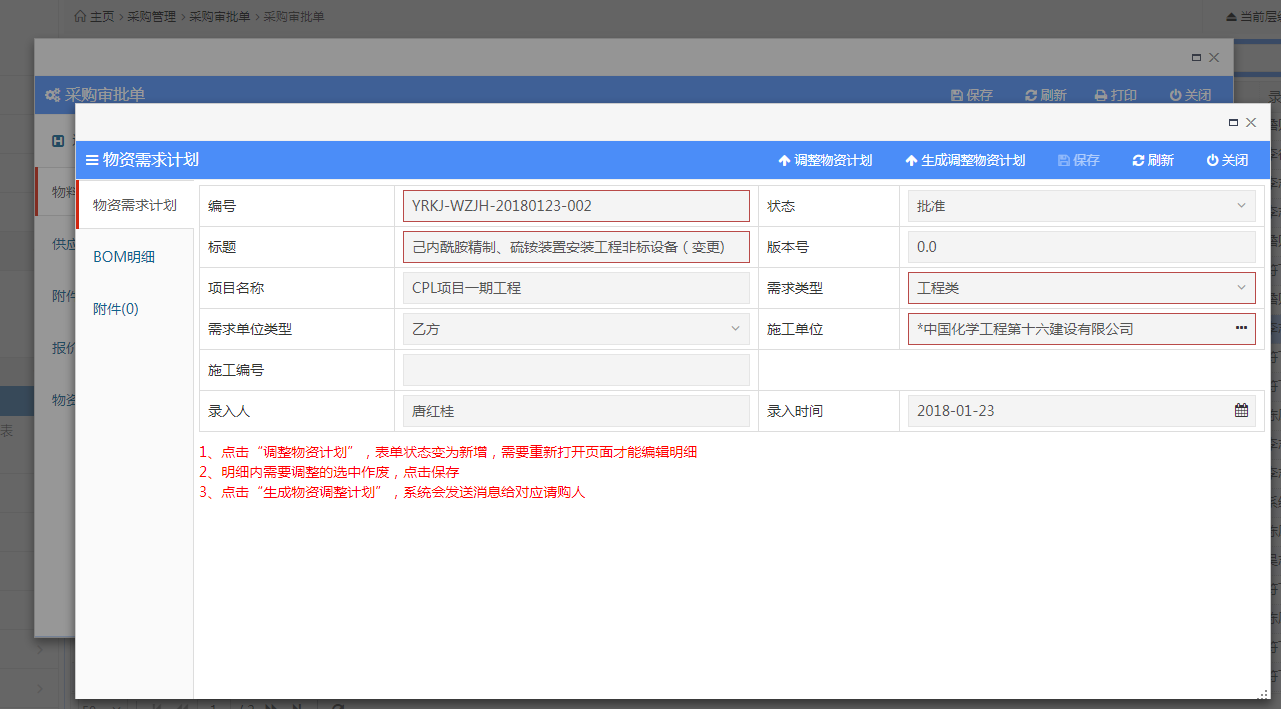 主页 › 采购管理 › 采购审批单 › 采购审批单
当前层
采购审批单
保存 刷新 打印 关闭
物资需求计划
调整物资计划 生成调整物资计划 保存 刷新 关闭
物资需求计划
BOM明细
附件(0)
物料
供应
附件
报价
物资
表
编号 YRKJ-WZJH-20180123-002 状态 批准
标题 己内酰胺精制、硫铵装置安装工程非标设备（变更） 版本号 0.0
项目名称 CPL项目一期工程 需求类型 工程类
需求单位类型 乙方 施工单位 *中国化学工程第十六建设有限公司
施工编号
录入人 唐红桂 录入时间 2018-01-23
1、点击“调整物资计划”，表单状态变为新增，需要重新打开页面才能编辑明细
2、明细内需要调整的选中作废，点击保存
3、点击“生成物资调整计划”，系统会发送消息给对应请购人